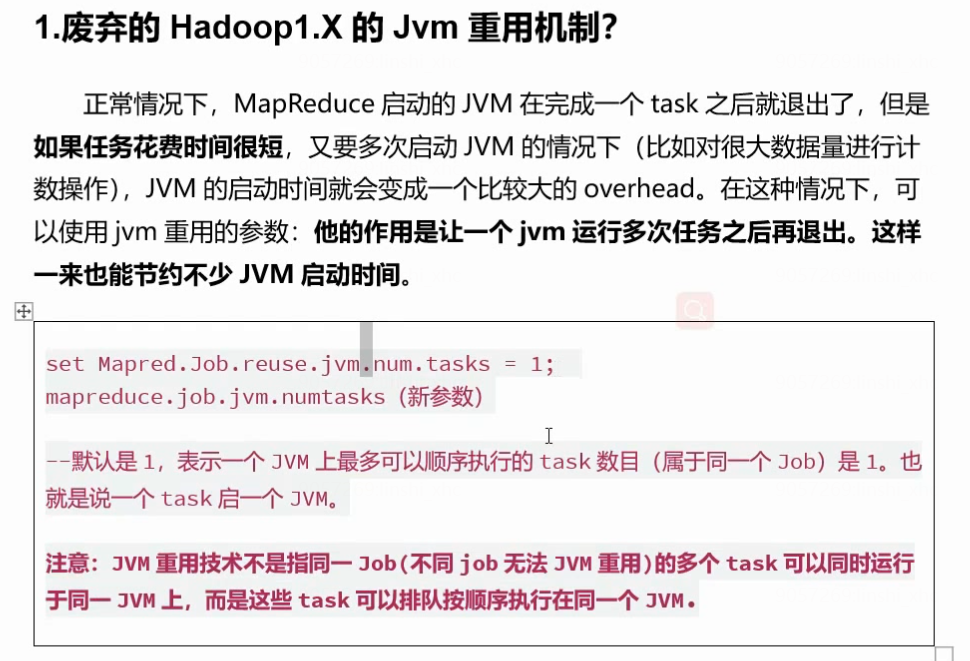 1.废弃的 Hadoop1.X 的 Jvm 重用机制？
正常情况下，MapReduce 启动的 JVM 在完成一个 task 之后就退出了，但是
如果任务花费时间很短，又要多次启动 JVM 的情况下（比如对很大数据量进行计
数操作），JVM 的启动时间就会变成一个比较大的 overhead。在这种情况下，可
以使用 jvm 重用的参数：他的作用是让一个 jvm 运行多次任务之后再退出。这样
一来也能节约不少 JVM 启动时间。
set Mapred.Job.reuse.jvm.num.tasks = 1;
mapreduce.job.jvm.numtasks（新参数）
--默认是 1，表示一个 JVM 上最多可以顺序执行的 task 数目（属于同一个 Job）是 1。也
就是说一个 task 启一个 JVM。
注意：JVM 重用技术不是指同一 Job(不同 job 无法 JVM 重用)的多个 task 可以同时运行
于同一 JVM 上，而是这些 task 可以排队按顺序执行在同一个 JVM。